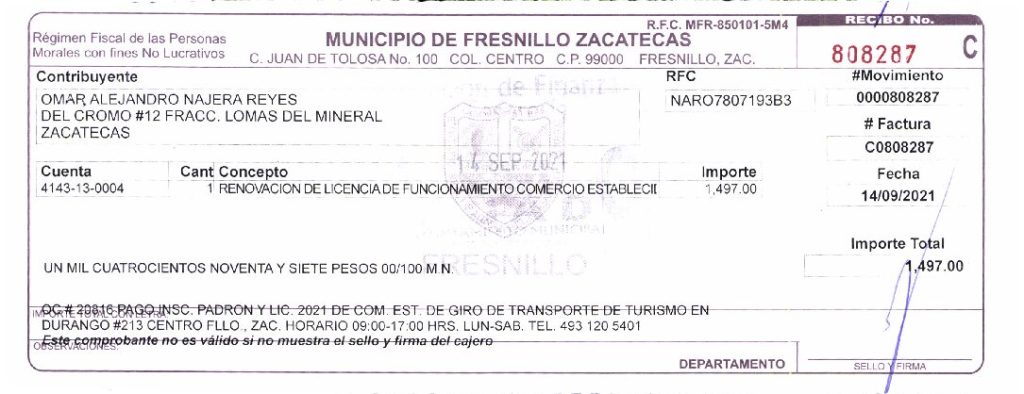 R.F.C. MFR-850101-5M4
RECIBO No.
Régimen Fiscal de las Personas
Morales con fines No Lucrativos
MUNICIPIO DE FRESNILLO ZACATECAS
C. JUAN DE TOLOSA No. 100 COL. CENTRO C.P. 99000 FRESNILLO, ZAC.
808287 C
Contribuyente
RFC
#Movimiento
OMAR ALEJANDRO NAJERA REYES
NARO7807193B3
0000808287
DEL CROMO #12 FRACC. LOMAS DEL MINERAL
ZACATECAS
# Factura
C0808287
14 SEP 2021
Cuenta Cant Concepto Importe
Fecha
4143-13-0004 1 RENOVACION DE LICENCIA DE FUNCIONAMIENTO COMERCIO ESTABLECII 1,497.00
14/09/2021
FRESNILLO
Importe Total
UN MIL CUATROCIENTOS NOVENTA Y SIETE PESOS 00/100 M.N.
1,497.00
OC # 20816 PAGO INSC. PADRON Y LIC. 2021 DE COM. EST. DE GIRO DE TRANSPORTE DE TURISMO EN
IMPORTE TOTAL CON LETRA
DURANGO #213 CENTRO FLLO., ZAC. HORARIO 09:00-17:00 HRS. LUN-SAB. TEL. 493 120 5401
Este comprobante no es válido si no muestra el sello y firma del cajero
OBSERVACIONES:
DEPARTAMENTO
SELLO Y FIRMA